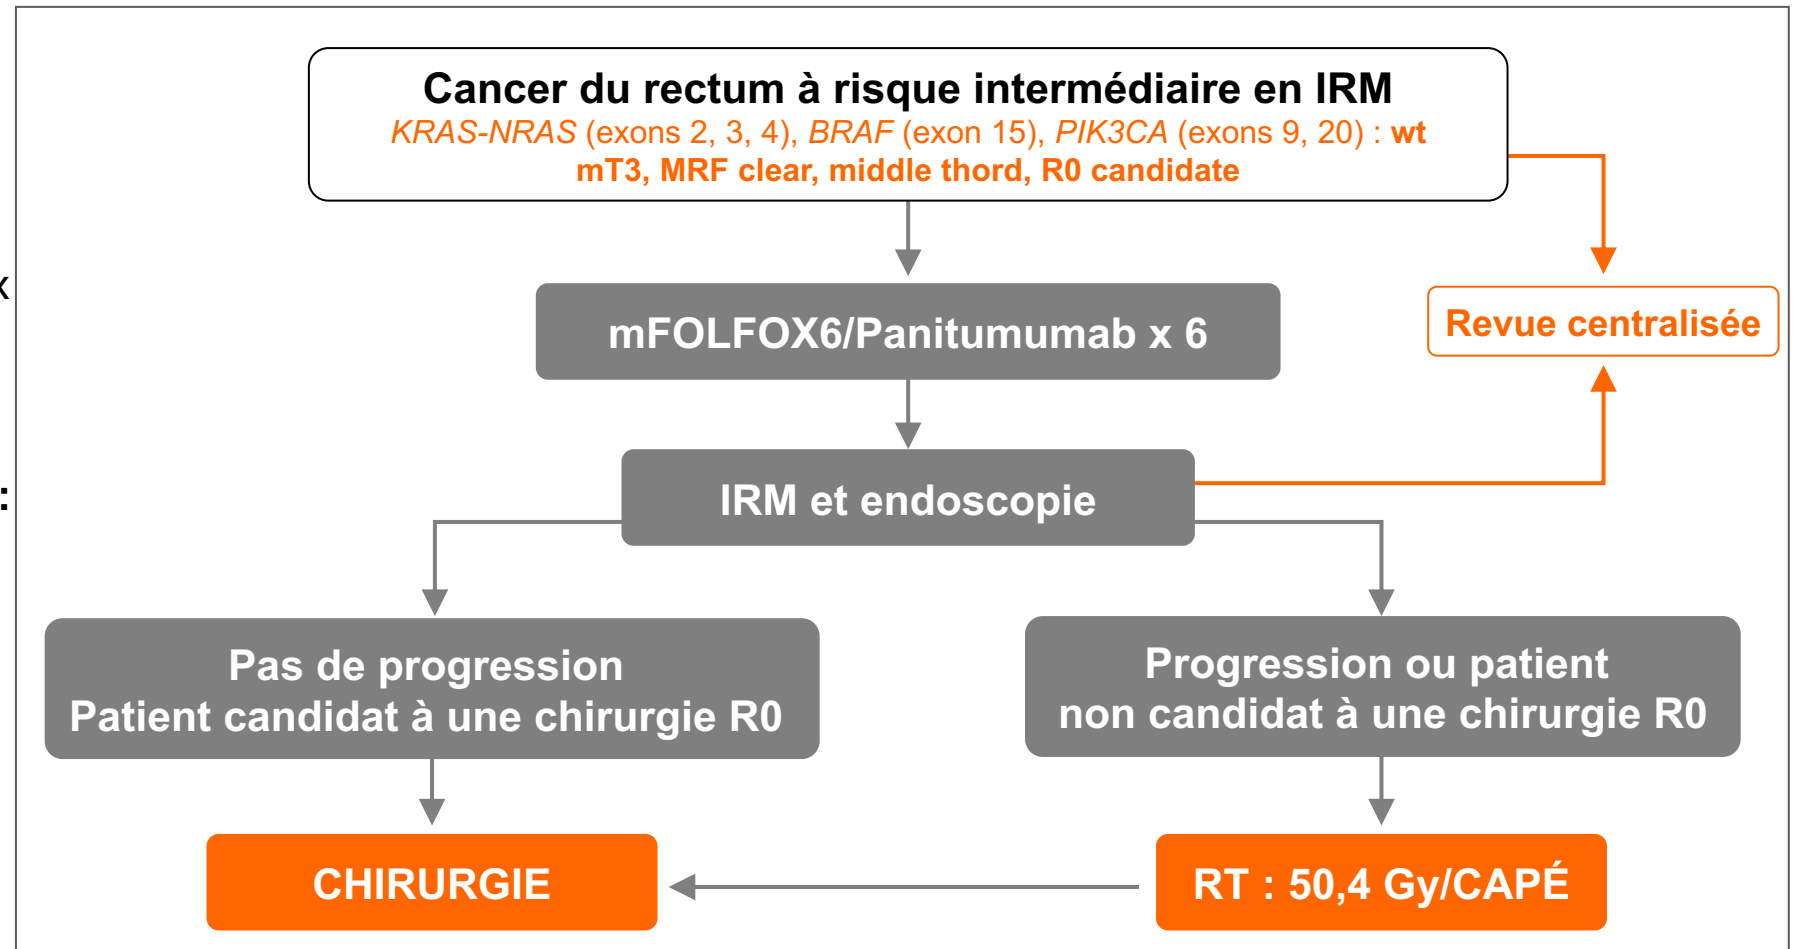 Cancer du rectum à risque intermédiaire en IRM
KRAS-NRAS (exons 2, 3, 4), BRAF (exon 15), PIK3CA (exons 9, 20) : wt
mT3, MRF clear, middle thord, R0 candidate
x
mFOLFOX6/Panitumumab x 6
Revue centralisée
:
IRM et endoscopie
Pas de progression
Patient candidat à une chirurgie R0
Progression ou patient
non candidat à une chirurgie R0
CHIRURGIE
RT : 50,4 Gy/CAPÉ